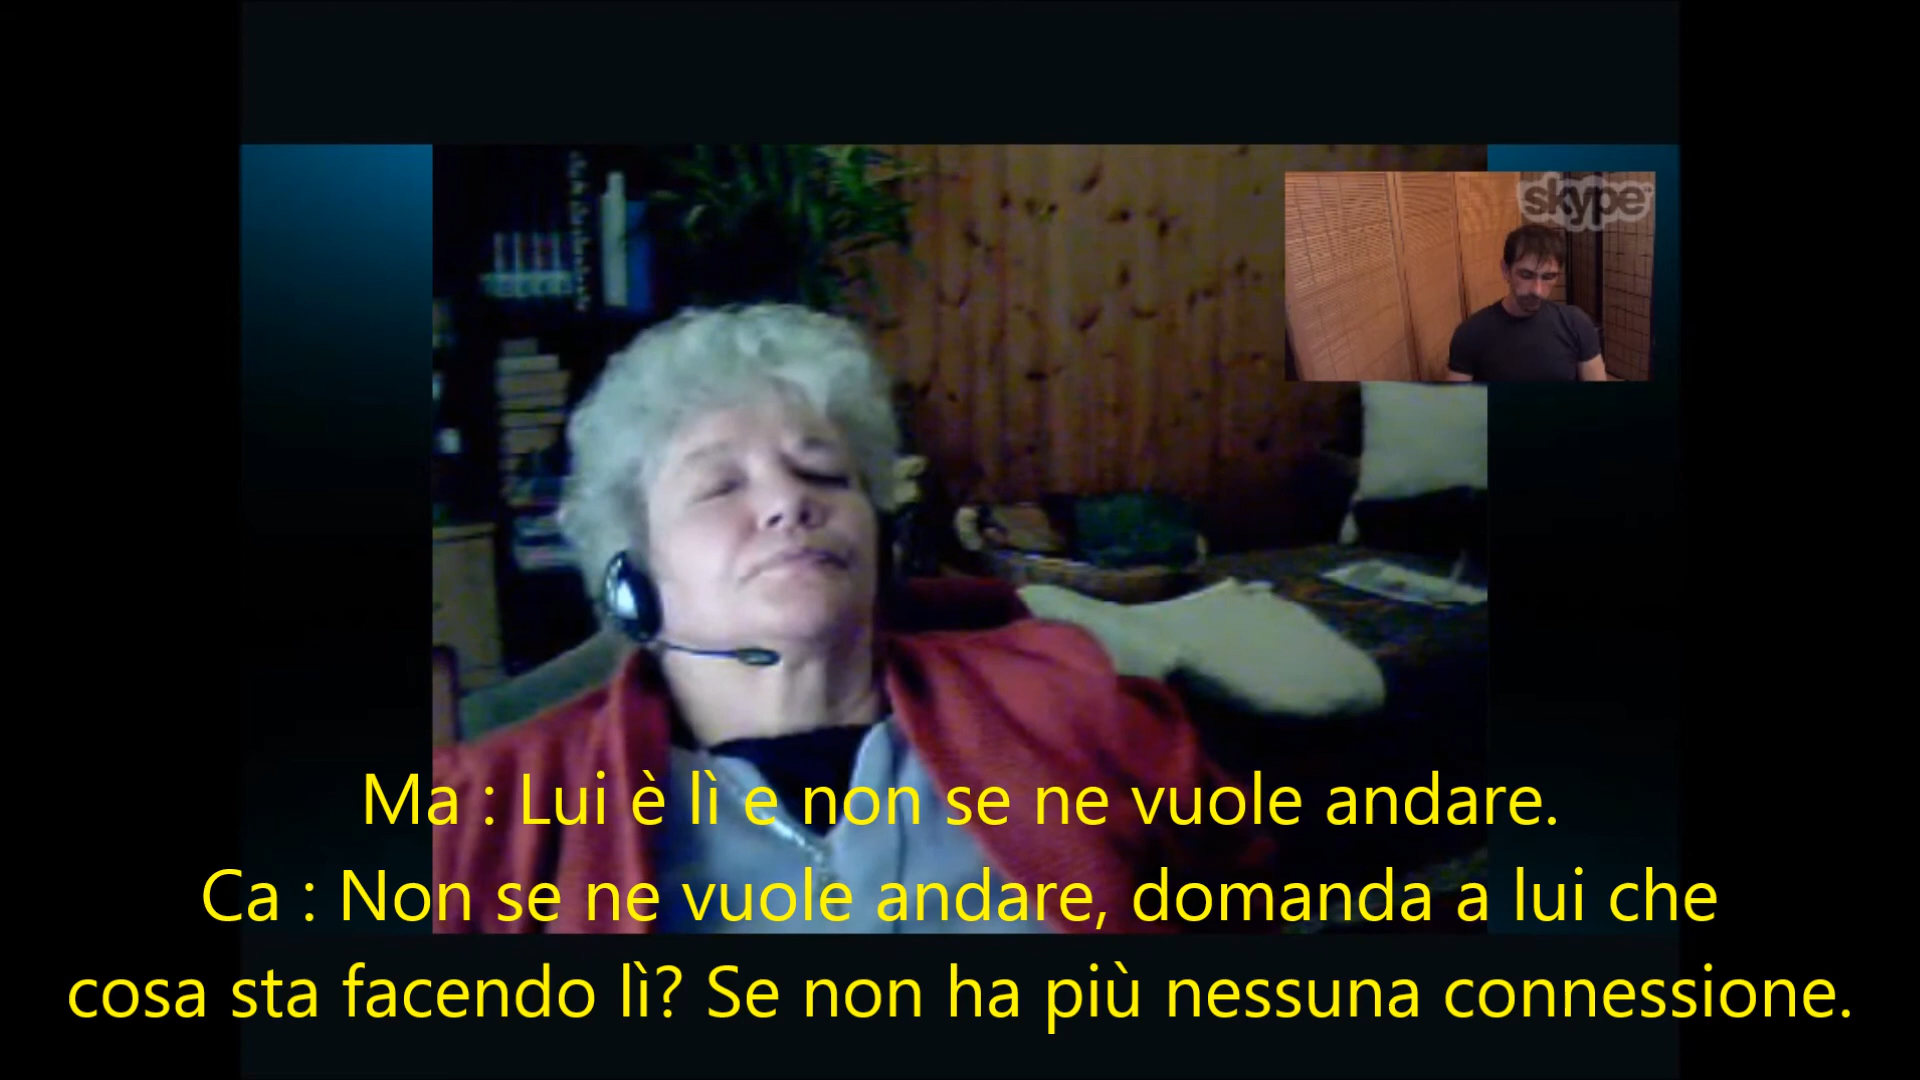 skype
Ma : Lui è lì e non se ne vuole andare.
Ca : Non se ne vuole andare, domanda a lui che
cosa sta facendo lì? Se non ha più nessuna connessione.